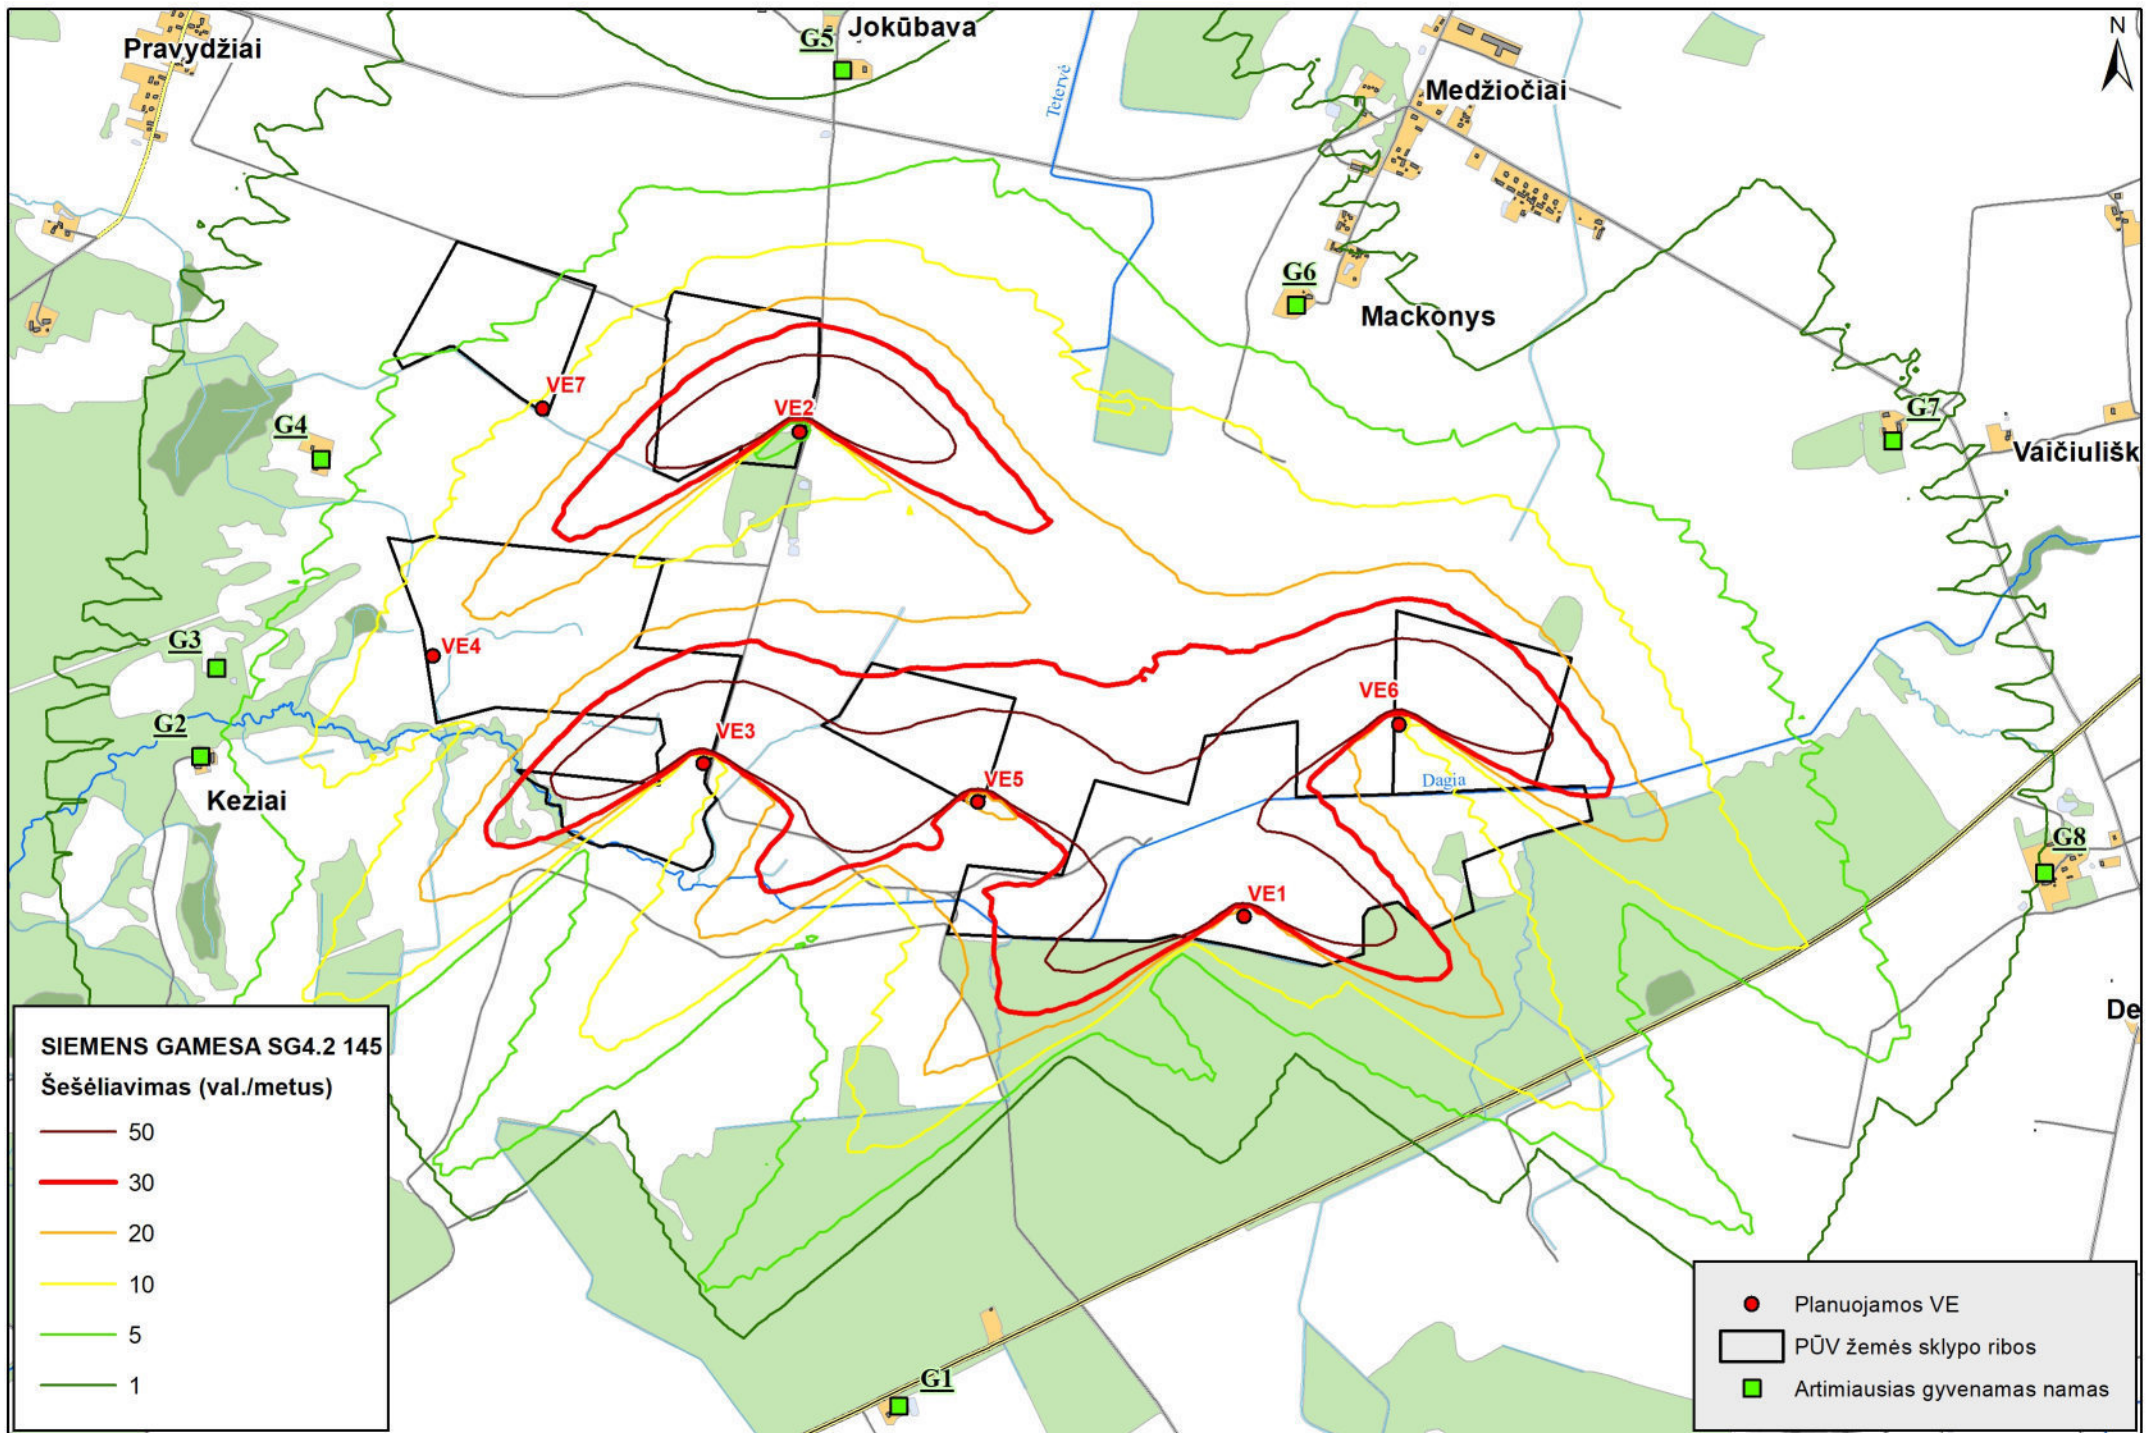 Pravydžiai
G5
Jokūbava
N
Tetervė
Medžiočiai
G6
Mackonys
VE7
VE2
G4
G7
Vaičiulišk
VE4
G3
G2
VE3
VE6
Keziai
VE5
Dagia
G8
VE1
De
SIEMENS GAMESA SG4.2 145
Šešėliavimas (val./metus)
50
30
20
10
5
1
Planuojamos VE
PŪV žemės sklypo ribos
Artimiausias gyvenamas namas
G1